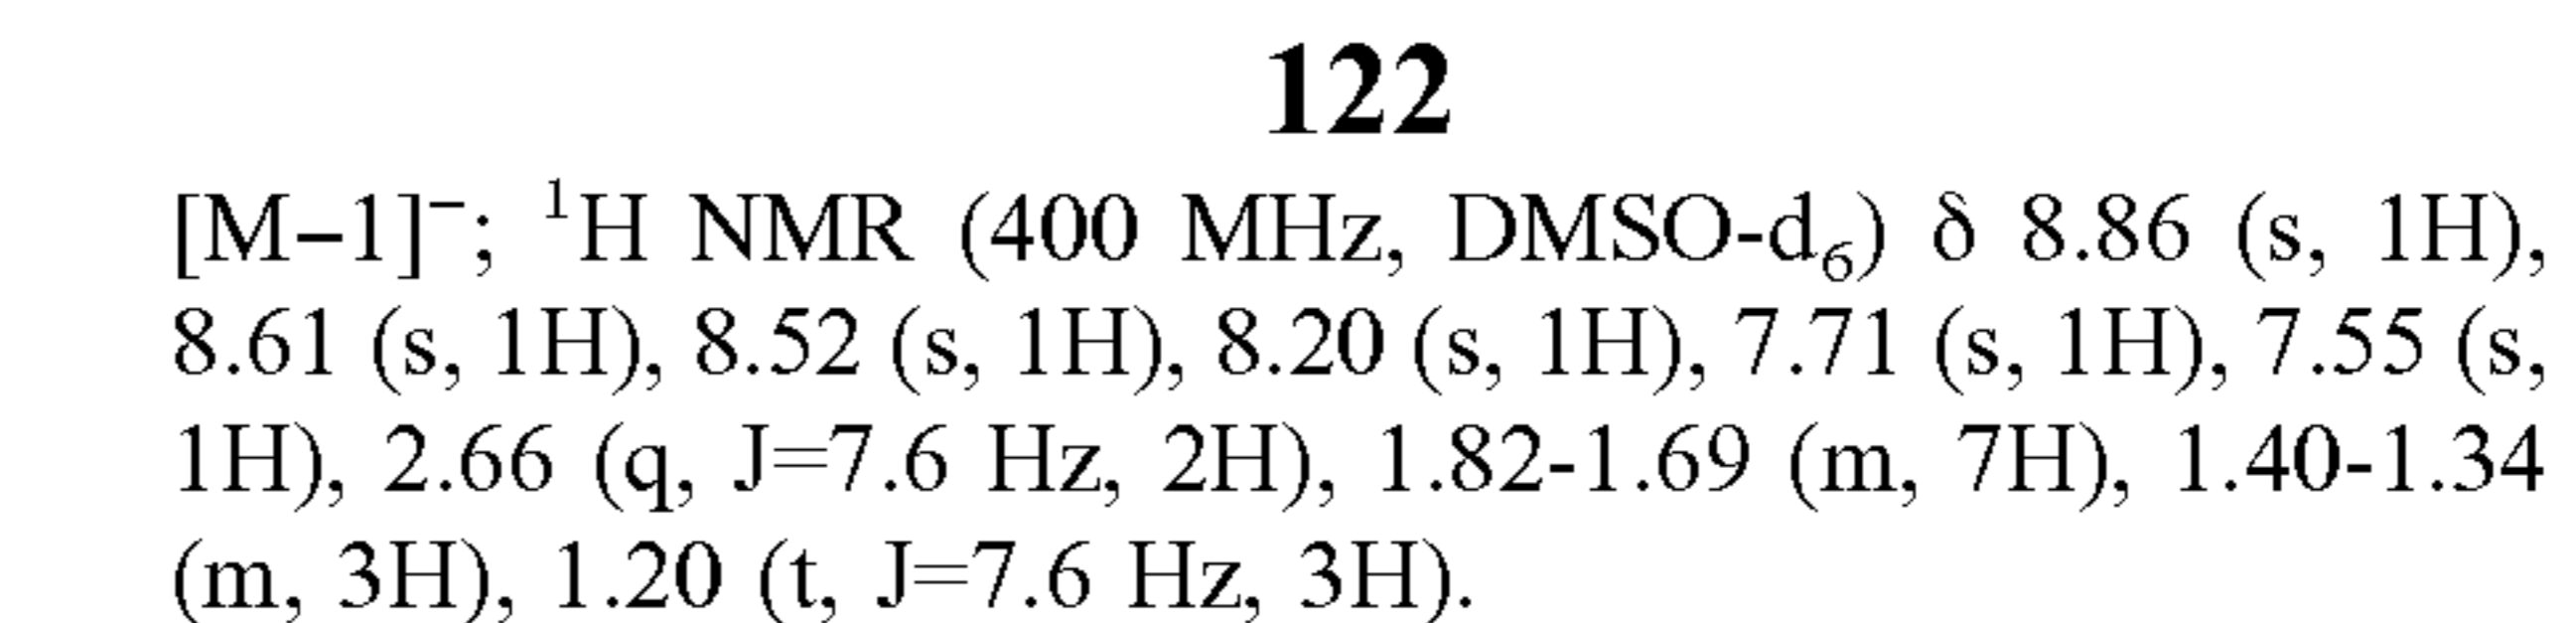 122
[M−1]⁻; ¹H NMR (400 MHz, DMSO-d₆) δ 8.86 (s, 1H),
8.61 (s, 1H), 8.52 (s, 1H), 8.20 (s, 1H), 7.71 (s, 1H), 7.55 (s,
1H), 2.66 (q, J=7.6 Hz, 2H), 1.82-1.69 (m, 7H), 1.40-1.34
(m, 3H), 1.20 (t, J=7.6 Hz, 3H).